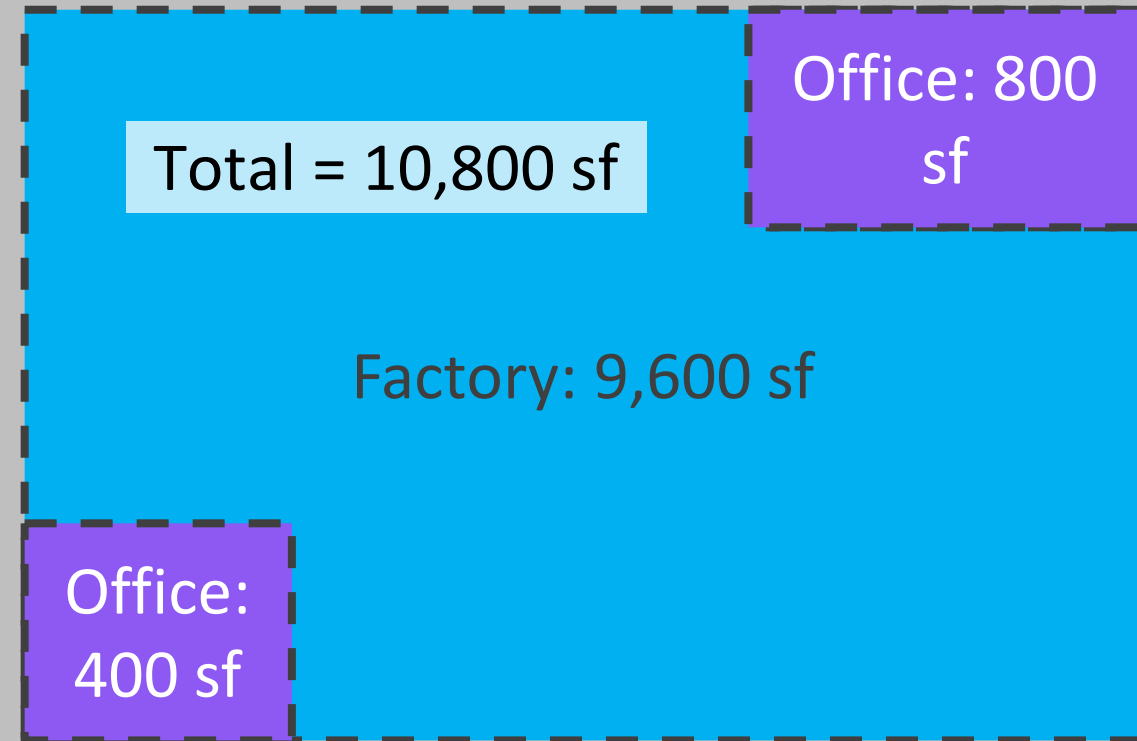 Office: 800
sf
Total = 10,800 sf
Factory: 9,600 sf
Office:
400 sf